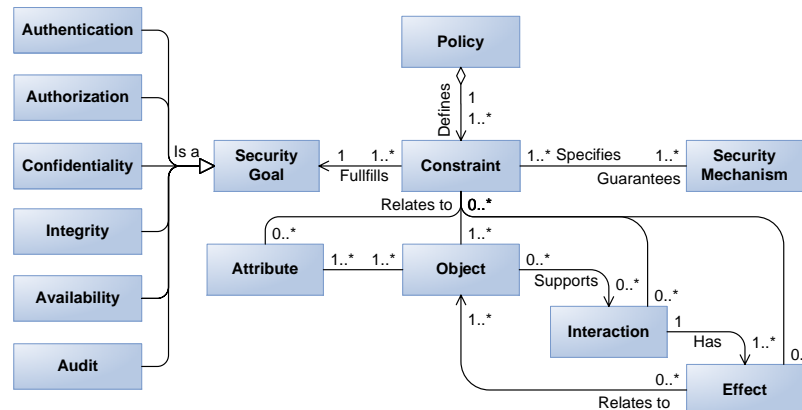 Authentication
Authorization
Confidentiality
Integrity
Availability
Audit
Is a
Security
Goal
Policy
Defines
1
1..*
1
1..*
Fullfills
Constraint
1..*
Specifies
1..*
Guarantees
Security
Mechanism
Relates to
0..*
0..*
1..*
Attribute
1..*
1..*
Object
0..*
Supports
0..*
0..*
Interaction
1
Has
1..*
1..*
0..*
Relates to
Effect
0..